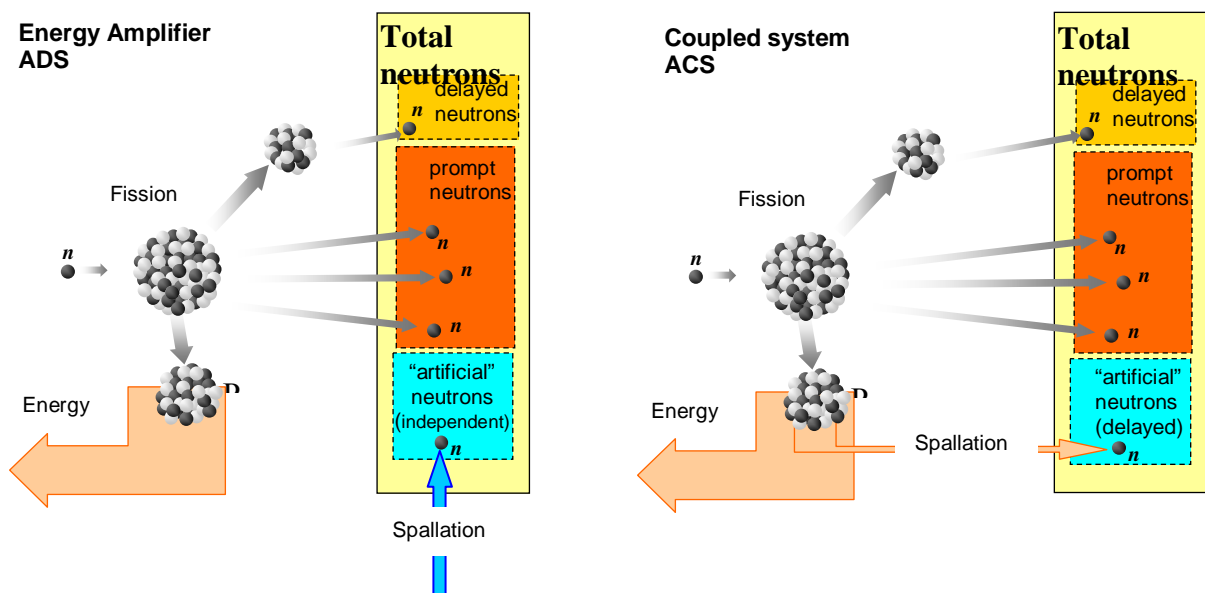 Energy Amplifier
ADS
Total
neutrons
delayed
neutrons
n
prompt
neutrons
Fission
n
n
n
n
"artificial"
neutrons
(independent)
n
Energy
Spallation
Coupled system
ACS
Total
neutrons
delayed
neutrons
n
prompt
neutrons
Fission
n
n
n
n
"artificial"
neutrons
(delayed)
n
Energy
Spallation